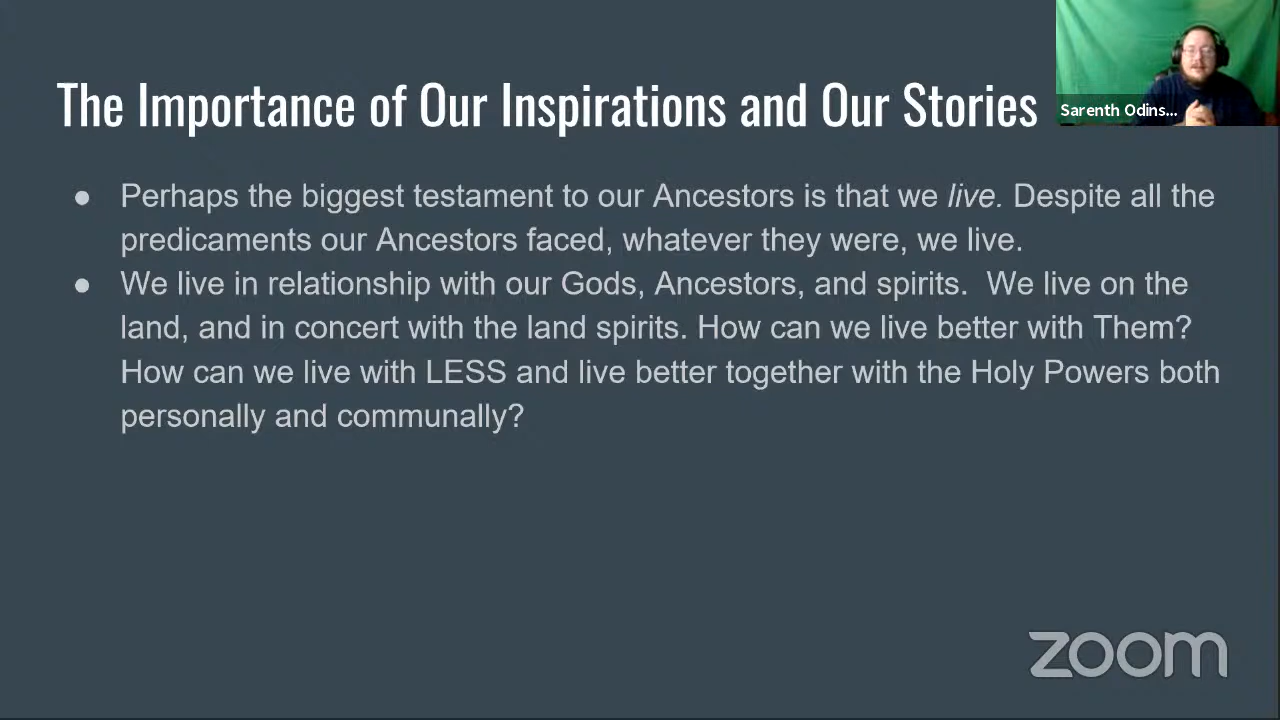 The Importance of Our Inspirations and Our Stories
Sarenth Odins...
● Perhaps the biggest testament to our Ancestors is that we live. Despite all the
predicaments our Ancestors faced, whatever they were, we live.
● We live in relationship with our Gods, Ancestors, and spirits.  We live on the
land, and in concert with the land spirits. How can we live better with Them?
How can we live with LESS and live better together with the Holy Powers both
personally and communally?
zoom